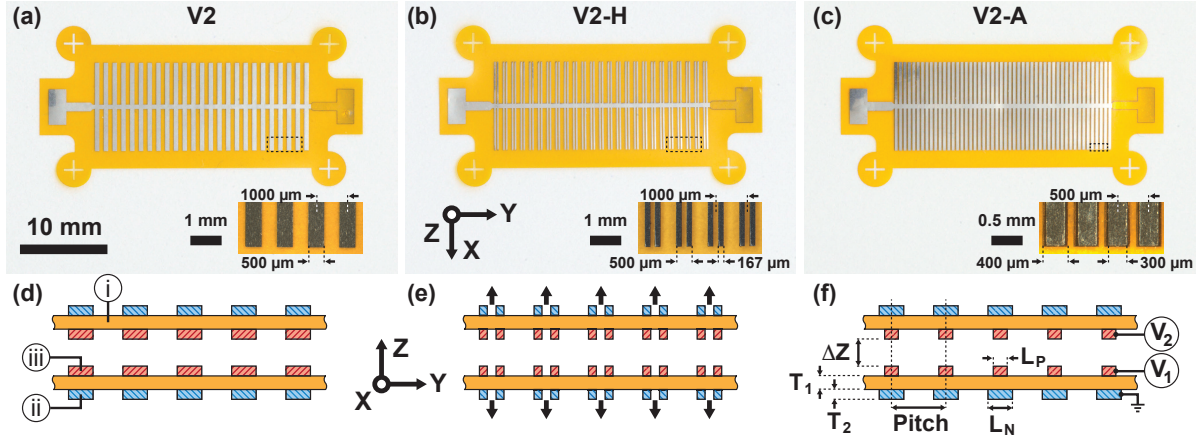 (a) V2
(b) V2-H
(c) V2-A
1000 µm
1 mm
10 mm
500 µm
1000 µm
1 mm
Z Y
X
500 µm 167 µm
500 µm
0.5 mm
400 µm 300 µm
(d)
i
iii
ii
(e)
Z
X Y
(f)
V2
ΔZ
LP
V1
T1
T2
Pitch
LN